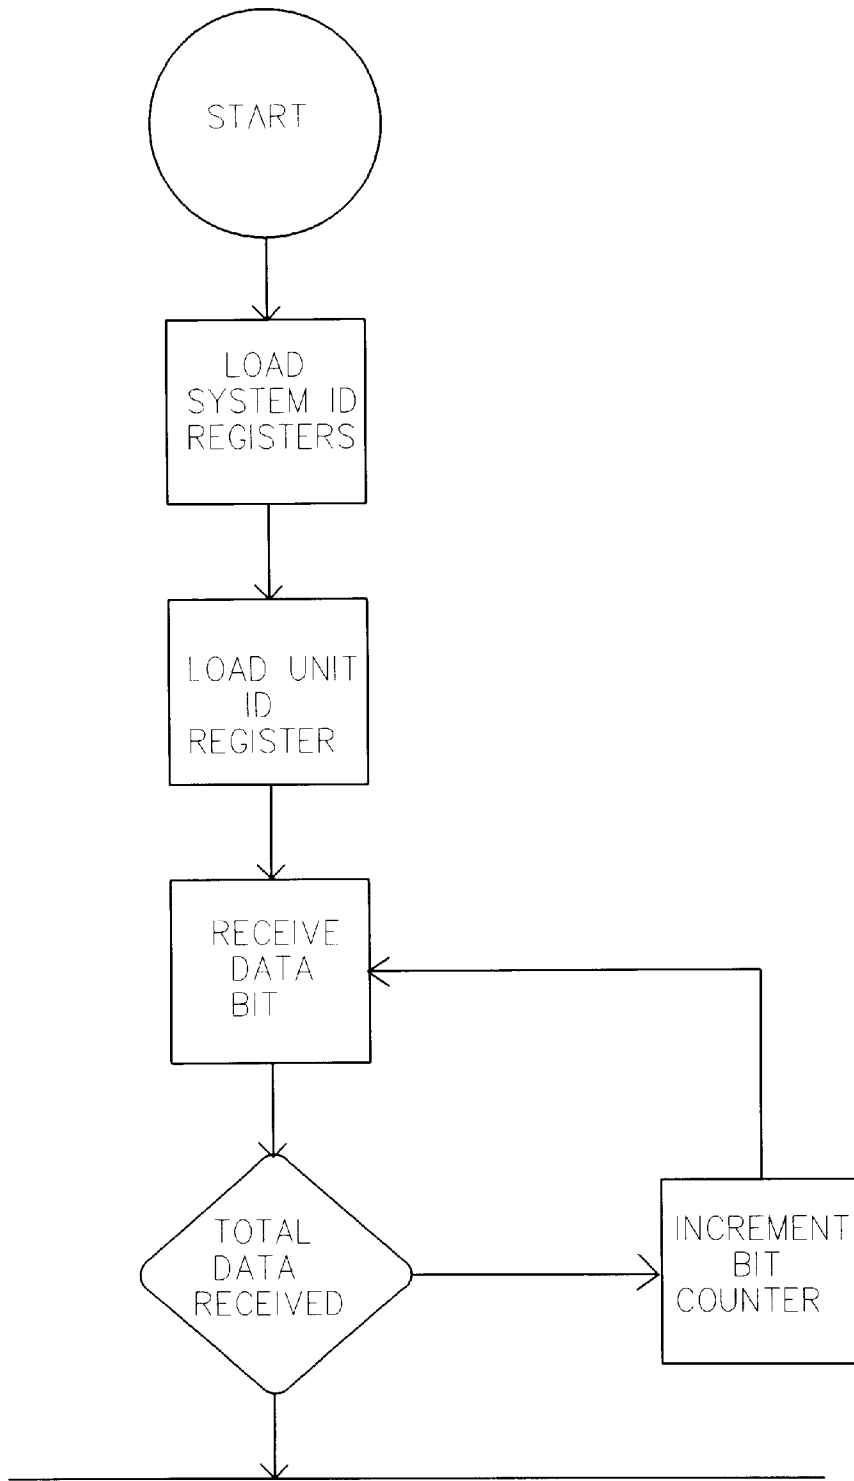 START
LOAD
SYSTEM ID
REGISTERS
LOAD UNIT
ID
REGISTER
RECEIVE
DATA
BIT
TOTAL
DATA
RECEIVED
INCREMENT
BIT
COUNTER